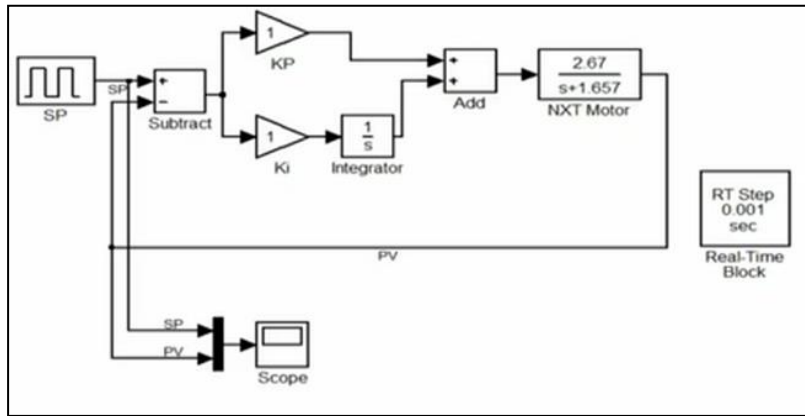 1
KP
SP
SP
+
−
Subtract
1
Ki
1
s
Integrator
+
+
Add
2.67
s+1.657
NXT Motor
RT Step
0.001
sec
Real-Time
Block
PV
SP
PV
Scope